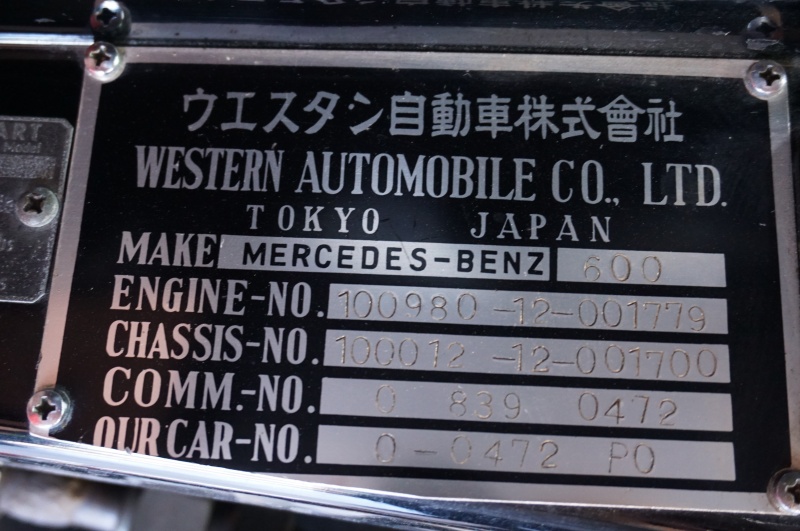 ウエスタン自動車株式會社
WESTERN AUTOMOBILE CO., LTD.
TOKYO JAPAN
MAKE MERCEDES-BENZ 600
ENGINE-NO. 100980-12-001779
CHASSIS-NO. 100012-12-001700
COMM.-NO. 0 839 0472
OUR CAR-NO. 0-0472 PO
ART
Model